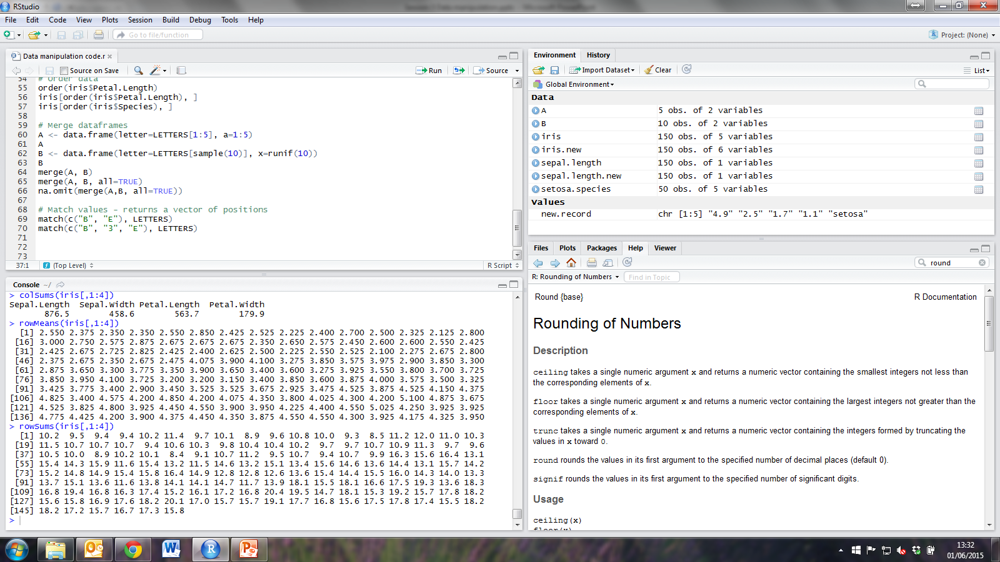 RStudio
File Edit Code View Plots Session Build Debug Tools Help
Go to file/function
Project: (None)
Data manipulation code.r
Source on Save
Run
Source
54 # Order data
55 order(iris$Petal.Length)
56 iris[order(iris$Petal.Length), ]
57 iris[order(iris$Species), ]
58
59 # Merge dataframes
60 A <- data.frame(letter=LETTERS[1:5], a=1:5)
61 A
62 B <- data.frame(letter=LETTERS[sample(10)], x=runif(10))
63 B
64 merge(A, B)
65 merge(A, B, all=TRUE)
66 na.omit(merge(A,B, all=TRUE))
67
68 # Match values - returns a vector of positions
69 match(c("B", "E"), LETTERS)
70 match(c("B", "3", "E"), LETTERS)
71
72
73
37:1 (Top Level) R Script
Console ~/
> colSums(iris[,1:4])
Sepal.Length Sepal.Width Petal.Length Petal.Width
876.5 458.6 563.7 179.9
> rowMeans(iris[,1:4])
[1] 2.550 2.375 2.350 2.350 2.550 2.850 2.425 2.525 2.225 2.400 2.700 2.500 2.325 2.125 2.800
[16] 3.000 2.750 2.575 2.875 2.675 2.675 2.675 2.350 2.650 2.575 2.450 2.600 2.600 2.550 2.425
[31] 2.425 2.675 2.725 2.825 2.425 2.400 2.625 2.500 2.225 2.550 2.525 2.100 2.275 2.675 2.800
[46] 2.375 2.675 2.350 2.675 2.475 4.075 3.900 4.100 3.275 3.850 3.575 3.975 2.900 3.850 3.300
[61] 2.875 3.650 3.300 3.775 3.350 3.900 3.650 3.400 3.600 3.275 3.925 3.550 3.800 3.700 3.725
[76] 3.850 3.950 4.100 3.725 3.200 3.200 3.150 3.400 3.850 3.600 3.875 4.000 3.575 3.500 3.325
[91] 3.425 3.775 3.400 2.900 3.450 3.525 3.525 3.675 2.925 3.475 4.525 3.875 4.525 4.150 4.375
[106] 4.825 3.400 4.575 4.200 4.850 4.200 4.075 4.350 3.800 4.025 4.300 4.200 5.100 4.875 3.675
[121] 4.525 3.825 4.800 3.925 4.450 4.550 3.900 3.950 4.225 4.400 4.550 5.025 4.250 3.925 3.925
[136] 4.775 4.425 4.200 3.900 4.375 4.450 4.350 3.875 4.550 4.550 4.300 3.925 4.175 4.325 3.950
> rowSums(iris[,1:4])
[1] 10.2 9.5 9.4 9.4 10.2 11.4 9.7 10.1 8.9 9.6 10.8 10.0 9.3 8.5 11.2 12.0 11.0 10.3
[19] 11.5 10.7 10.7 10.7 9.4 10.6 10.3 9.8 10.4 10.4 10.2 9.7 9.7 10.7 10.9 11.3 9.7 9.6
[37] 10.5 10.0 8.9 10.2 10.1 8.4 9.1 10.7 11.2 9.5 10.7 9.4 10.7 9.9 16.3 15.6 16.4 13.1
[55] 15.4 14.3 15.9 11.6 15.4 13.2 11.5 14.6 13.2 15.1 13.4 15.6 14.6 13.6 14.4 13.1 15.7 14.2
[73] 15.2 14.8 14.9 15.4 15.8 16.4 14.9 12.8 12.8 12.6 13.6 15.4 14.4 15.5 16.0 14.3 14.0 13.3
[91] 13.7 15.1 13.6 11.6 13.8 14.1 14.1 14.7 11.7 13.9 18.1 15.5 18.1 16.6 17.5 19.3 13.6 18.3
[109] 16.8 19.4 16.8 16.3 17.4 15.2 16.1 17.2 16.8 20.4 19.5 14.7 18.1 15.3 19.2 15.7 17.8 18.2
[127] 15.6 15.8 16.9 17.6 18.2 20.1 17.0 15.7 15.7 19.1 17.7 16.8 15.6 17.5 17.8 17.4 15.5 18.2
[145] 18.2 17.2 15.7 16.7 17.3 15.8
>
Environment History
Import Dataset Clear List
Global Environment
Data
A 5 obs. of 2 variables
B 10 obs. of 2 variables
iris 150 obs. of 5 variables
iris.new 150 obs. of 6 variables
sepal.length 150 obs. of 1 variables
sepal.length.new 150 obs. of 1 variables
setosa.species 50 obs. of 5 variables
Values
new.record chr [1:5] "4.9" "2.5" "1.7" "1.1" "setosa"
Files Plots Packages Help Viewer
round
R: Rounding of Numbers Find in Topic
Round {base} R Documentation
Rounding of Numbers
Description
ceiling takes a single numeric argument x and returns a numeric vector containing the smallest integers not less than
the corresponding elements of x.
floor takes a single numeric argument x and returns a numeric vector containing the largest integers not greater than the
corresponding elements of x.
trunc takes a single numeric argument x and returns a numeric vector containing the integers formed by truncating the
values in x toward 0.
round rounds the values in its first argument to the specified number of decimal places (default 0).
signif rounds the values in its first argument to the specified number of significant digits.
Usage
ceiling(x)
floor(x)
13:32
01/06/2015